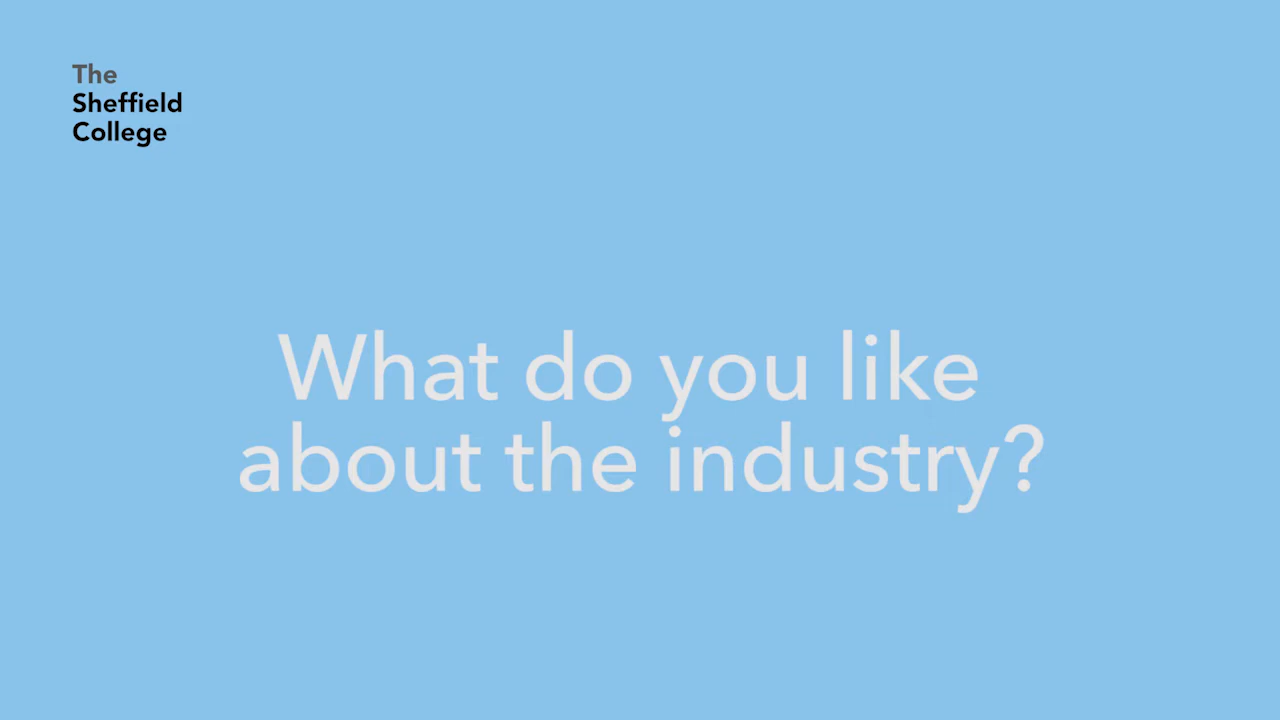 The
Sheffield
College
What do you like
about the industry?